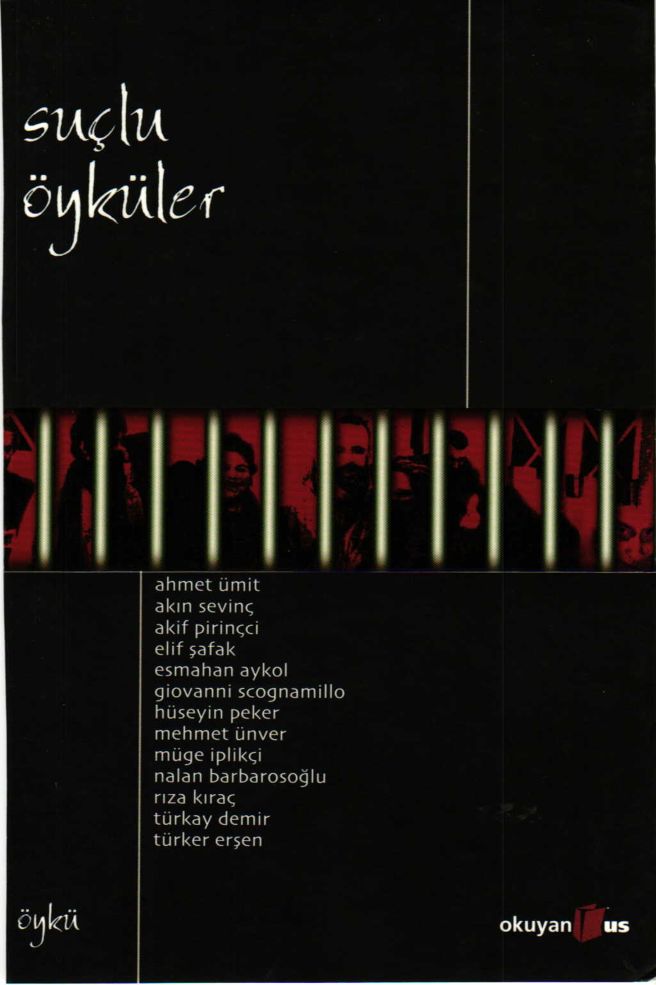 suçlu
öyküler
ahmet ümit
akın sevinç
akif pirinçci
elif şafak
esmahan aykol
giovanni scognamillo
hüseyin peker
mehmet ünver
müge iplikçi
nalan barbarosoğlu
rıza kıraç
türkay demir
türker erşen
öykü
okuyan us